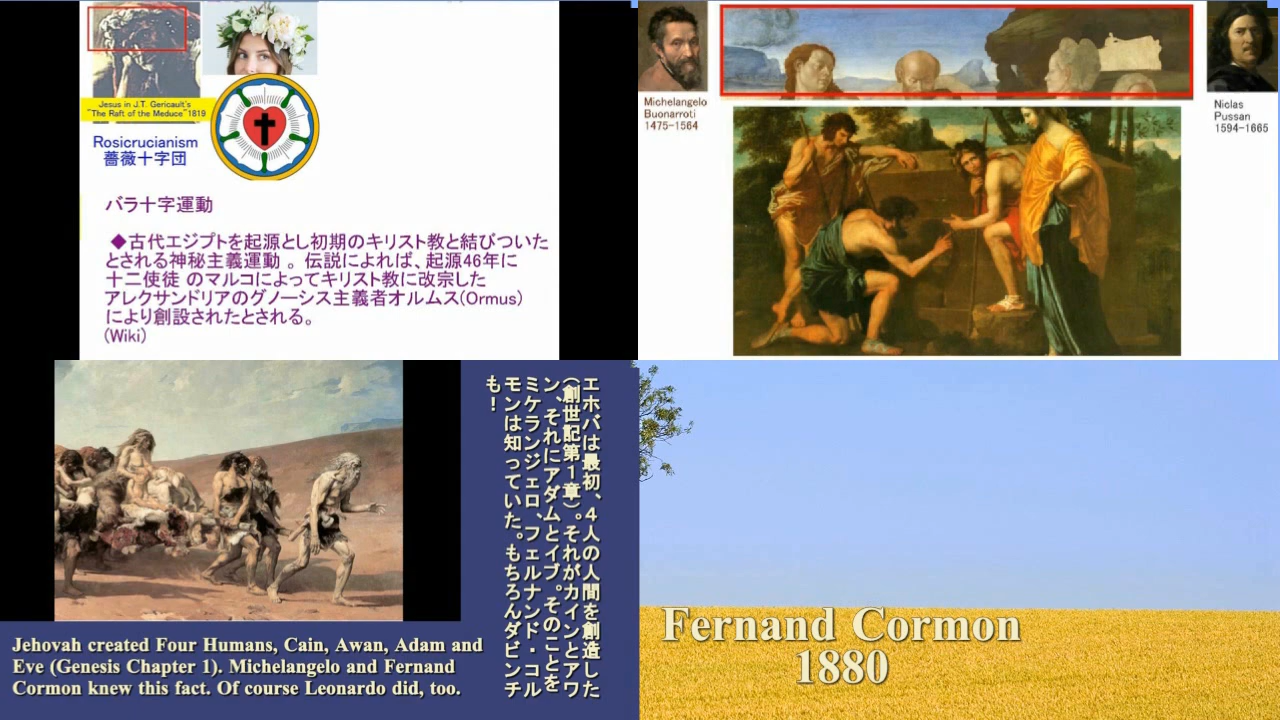 Jesus in J.T. Gericault's
"The Raft of the Meduce"1819
Rosicrucianism
薔薇十字団
バラ十字運動
◆古代エジプトを起源とし初期のキリスト教と結びついた
とされる神秘主義運動 。伝説によれば、起源46年に
十二使徒 のマルコによってキリスト教に改宗した
アレクサンドリアのグノーシス主義者オルムス(Ormus)
により創設されたとされる。
(Wiki)
Michelangelo
Buonarroti
1475-1564
Niclas
Pussan
1594-1665
エホバは最初、４人の人間を創造した
（創世記第１章）。それがカインとアワ
ン、それにアダムとイブ。そのことを
ミケランジェロ、フェルナンド・コル
モンは知っていた。もちろんダビンチ
も！
Jehovah created Four Humans, Cain, Awan, Adam and
Eve (Genesis Chapter 1). Michelangelo and Fernand
Cormon knew this fact. Of course Leonardo did, too.
Fernand Cormon
1880